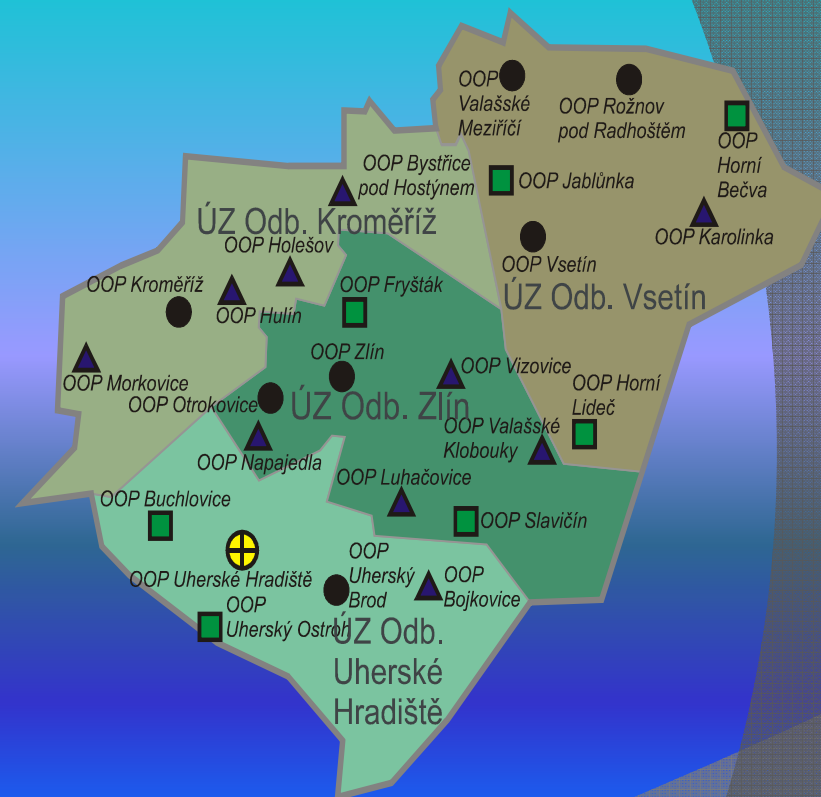 OOP
Valašské
Meziříčí
OOP Rožnov
pod Radhoštěm
OOP
Horní
Bečva
OOP Bystřice
pod Hostýnem
OOP Jablůnka
ÚZ Odb. Kroměříž
OOP Karolinka
OOP Holešov
OOP Vsetín
OOP Kroměříž
OOP Fryšták
ÚZ Odb. Vsetín
OOP Hulín
OOP Zlín
OOP Vizovice
OOP Morkovice
OOP Horní
Lideč
OOP Otrokovice
ÚZ Odb. Zlín
OOP Valašské
Klobouky
OOP Napajedla
OOP Luhačovice
OOP Buchlovice
OOP Slavičín
OOP Uherské Hradiště
OOP
Uherský
Brod
OOP
Bojkovice
OOP
Uherský Ostroh
ÚZ Odb.
Uherské
Hradiště